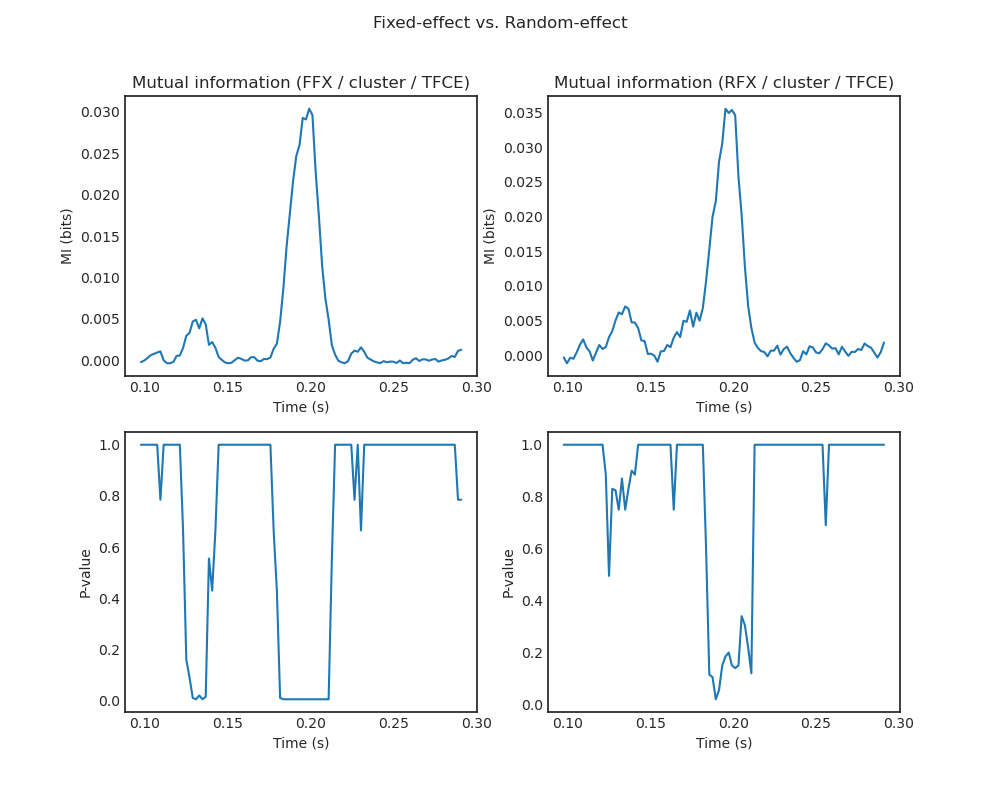 Fixed-effect vs. Random-effect
Mutual information (FFX / cluster / TFCE)
0.030
0.025
0.020
0.015
0.010
0.005
0.000
MI (bits)
0.10 0.15 0.20 0.25 0.30
Time (s)
Mutual information (RFX / cluster / TFCE)
0.035
0.030
0.025
0.020
0.015
0.010
0.005
0.000
MI (bits)
0.10 0.15 0.20 0.25 0.30
Time (s)
1.0
0.8
0.6
0.4
0.2
0.0
P-value
0.10 0.15 0.20 0.25 0.30
Time (s)
1.0
0.8
0.6
0.4
0.2
0.0
P-value
0.10 0.15 0.20 0.25 0.30
Time (s)